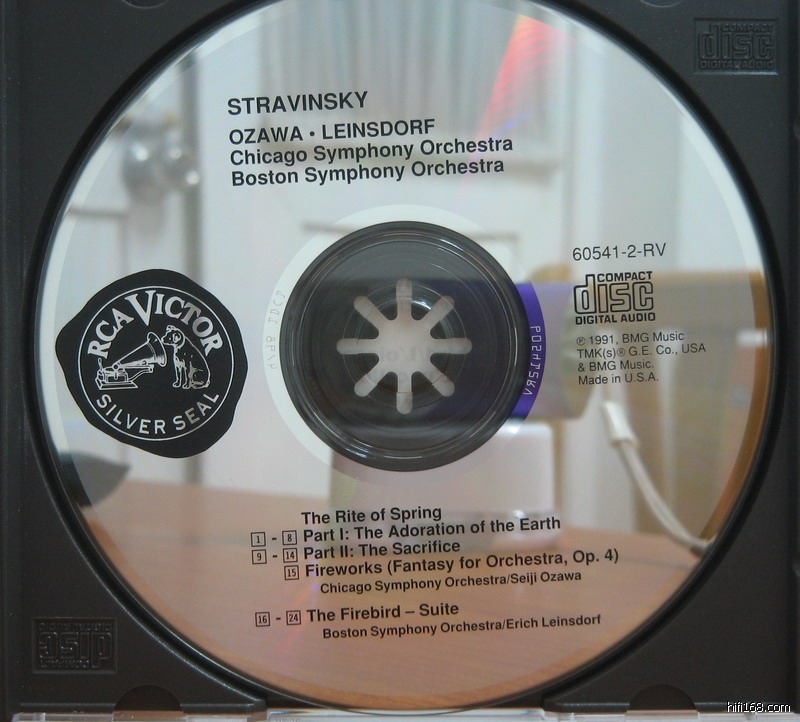 COMPACT
disc
DIGITAL AUDIO
STRAVINSKY
OZAWA • LEINSDORF
Chicago Symphony Orchestra
Boston Symphony Orchestra
60541-2-RV
COMPACT
disc
DIGITAL AUDIO
℗ 1991, BMG Music
TMK(s)® G.E. Co., USA
& BMG Music.
Made in U.S.A.
RCA VICTOR
SILVER SEAL
The Rite of Spring
1 - 8 Part I: The Adoration of the Earth
9 - 14 Part II: The Sacrifice
15 Fireworks (Fantasy for Orchestra, Op. 4)
Chicago Symphony Orchestra/Seiji Ozawa
16 - 24 The Firebird – Suite
Boston Symphony Orchestra/Erich Leinsdorf
COMPACT
disc
DIGITAL AUDIO
hifi168.com